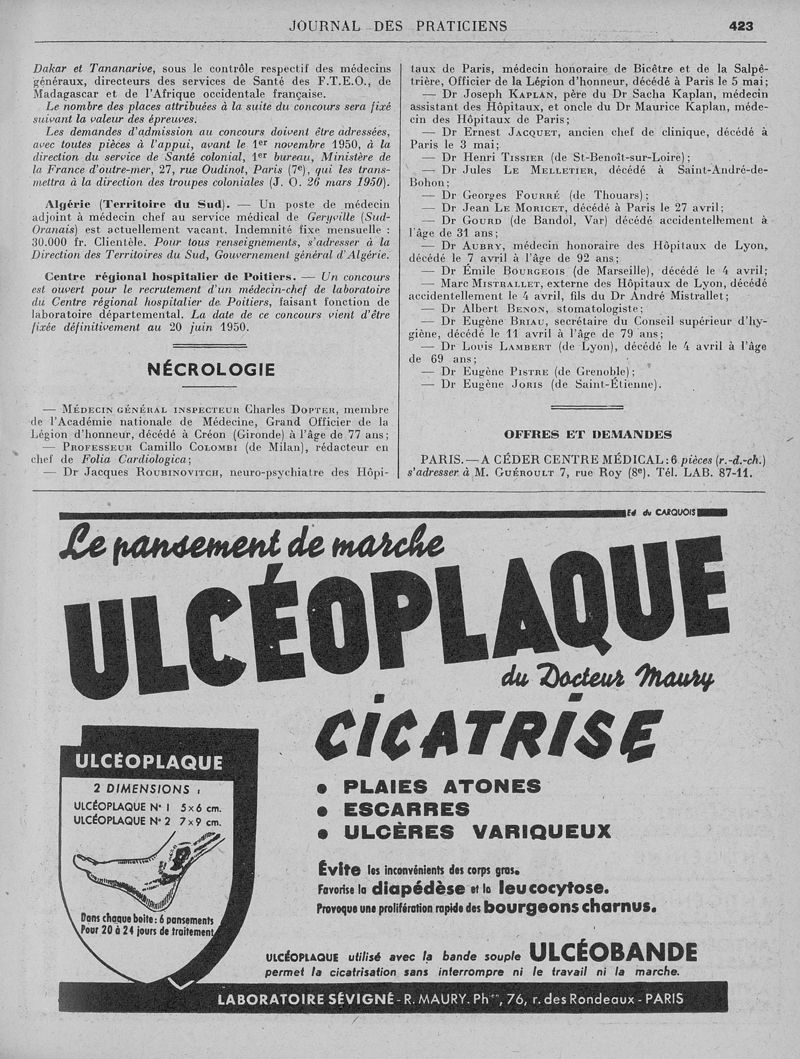 JOURNAL DES PRATICIENS
423
Dakar et Tananarive, sous le contrôle respectif des médecins
généraux, directeurs des services de Santé des F.T.E.O., de
Madagascar et de l'Afrique occidentale française.
Le nombre des places attribuées à la suite du concours sera fixé
suivant la valeur des épreuves.
Les demandes d'admission au concours doivent être adressées,
avec toutes pièces à l'appui, avant le 1er novembre 1950, à la
direction du service de Santé colonial, 1er bureau, Ministère de
la France d'outre-mer, 27, rue Oudinot, Paris (7e), qui les trans-
mettra à la direction des troupes coloniales (J. O. 26 mars 1950).
Algérie (Territoire du Sud). — Un poste de médecin
adjoint à médecin chef au service médical de Geryville (Sud-
Oranais) est actuellement vacant. Indemnité fixe mensuelle :
30.000 fr. Clientèle. Pour tous renseignements, s'adresser à la
Direction des Territoires du Sud, Gouvernement général d'Algérie.
Centre régional hospitalier de Poitiers. — Un concours
est ouvert pour le recrutement d'un médecin-chef de laboratoire
du Centre régional hospitalier de Poitiers, faisant fonction de
laboratoire départemental. La date de ce concours vient d'être
fixée définitivement au 20 juin 1950.
NÉCROLOGIE
— MÉDECIN GÉNÉRAL INSPECTEUR Charles DOPTER, membre
de l'Académie nationale de Médecine, Grand Officier de la
Légion d'honneur, décédé à Créon (Gironde) à l'âge de 77 ans ;
— PROFESSEUR Camillo COLOMBI (de Milan), rédacteur en
chef de Folia Cardiologica ;
— Dr Jacques ROUBINOVITCH, neuro-psychiatre des Hôpi-
taux de Paris, médecin honoraire de Bicêtre et de la Salpê-
trière, Officier de la Légion d'honneur, décédé à Paris le 5 mai ;
— Dr Joseph KAPLAN, père du Dr Sacha Kaplan, médecin
assistant des Hôpitaux, et oncle du Dr Maurice Kaplan, méde-
cin des Hôpitaux de Paris ;
— Dr Ernest JACQUET, ancien chef de clinique, décédé à
Paris le 3 mai ;
— Dr Henri TISSIER (de St-Benoît-sur-Loire) ;
— Dr Jules LE MELLETIER, décédé à Saint-André-de-
Bohon ;
— Dr Georges FOURRÉ (de Thouars) ;
— Dr Jean LE MORICET, décédé à Paris le 27 avril ;
— Dr GOURD (de Bandol, Var) décédé accidentellement à
l'âge de 31 ans ;
— Dr AUBRY, médecin honoraire des Hôpitaux de Lyon,
décédé le 7 avril à l'âge de 92 ans ;
— Dr Émile BOURGEOIS (de Marseille), décédé le 4 avril ;
— Marc MISTRALLET, externe des Hôpitaux de Lyon, décédé
accidentellement le 4 avril, fils du Dr André Mistrallet ;
— Dr Albert BENON, stomatologiste ;
— Dr Eugène BRIAU, secrétaire du Conseil supérieur d'hy-
giène, décédé le 11 avril à l'âge de 79 ans ;
— Dr Louis LAMBERT (de Lyon), décédé le 4 avril à l'âge
de 69 ans ;
— Dr Eugène PISTRE (de Grenoble) ;
— Dr Eugène JORIS (de Saint-Étienne).
OFFRES ET DEMANDES
PARIS.— A CÉDER CENTRE MÉDICAL : 6 pièces (r.-d.-ch.)
s'adresser à M. GUÉROULT 7, rue Roy (8e). Tél. LAB. 87-11.
Ed du CARQUOIS
Le pansement de marche
ULCÉOPLAQUE
du Docteur Maury
CICATRISE
• PLAIES ATONES
• ESCARRES
• ULCÈRES VARIQUEUX
Évite les inconvénients des corps gras.
Favorise la diapédèse et la leucocytose.
Provoque une prolifération rapide des bourgeons charnus.
ULCÉOPLAQUE
2 DIMENSIONS :
ULCÉOPLAQUE N° 1 5x6 cm.
ULCÉOPLAQUE N° 2 7x9 cm.
Dans chaque boite : 6 pansements
Pour 20 à 24 jours de traitement
ULCÉOPLAQUE utilisé avec la bande souple ULCÉOBANDE
permet la cicatrisation sans interrompre ni le travail ni la marche.
LABORATOIRE SÉVIGNÉ - R. MAURY. Phen, 76, r. des Rondeaux - PARIS